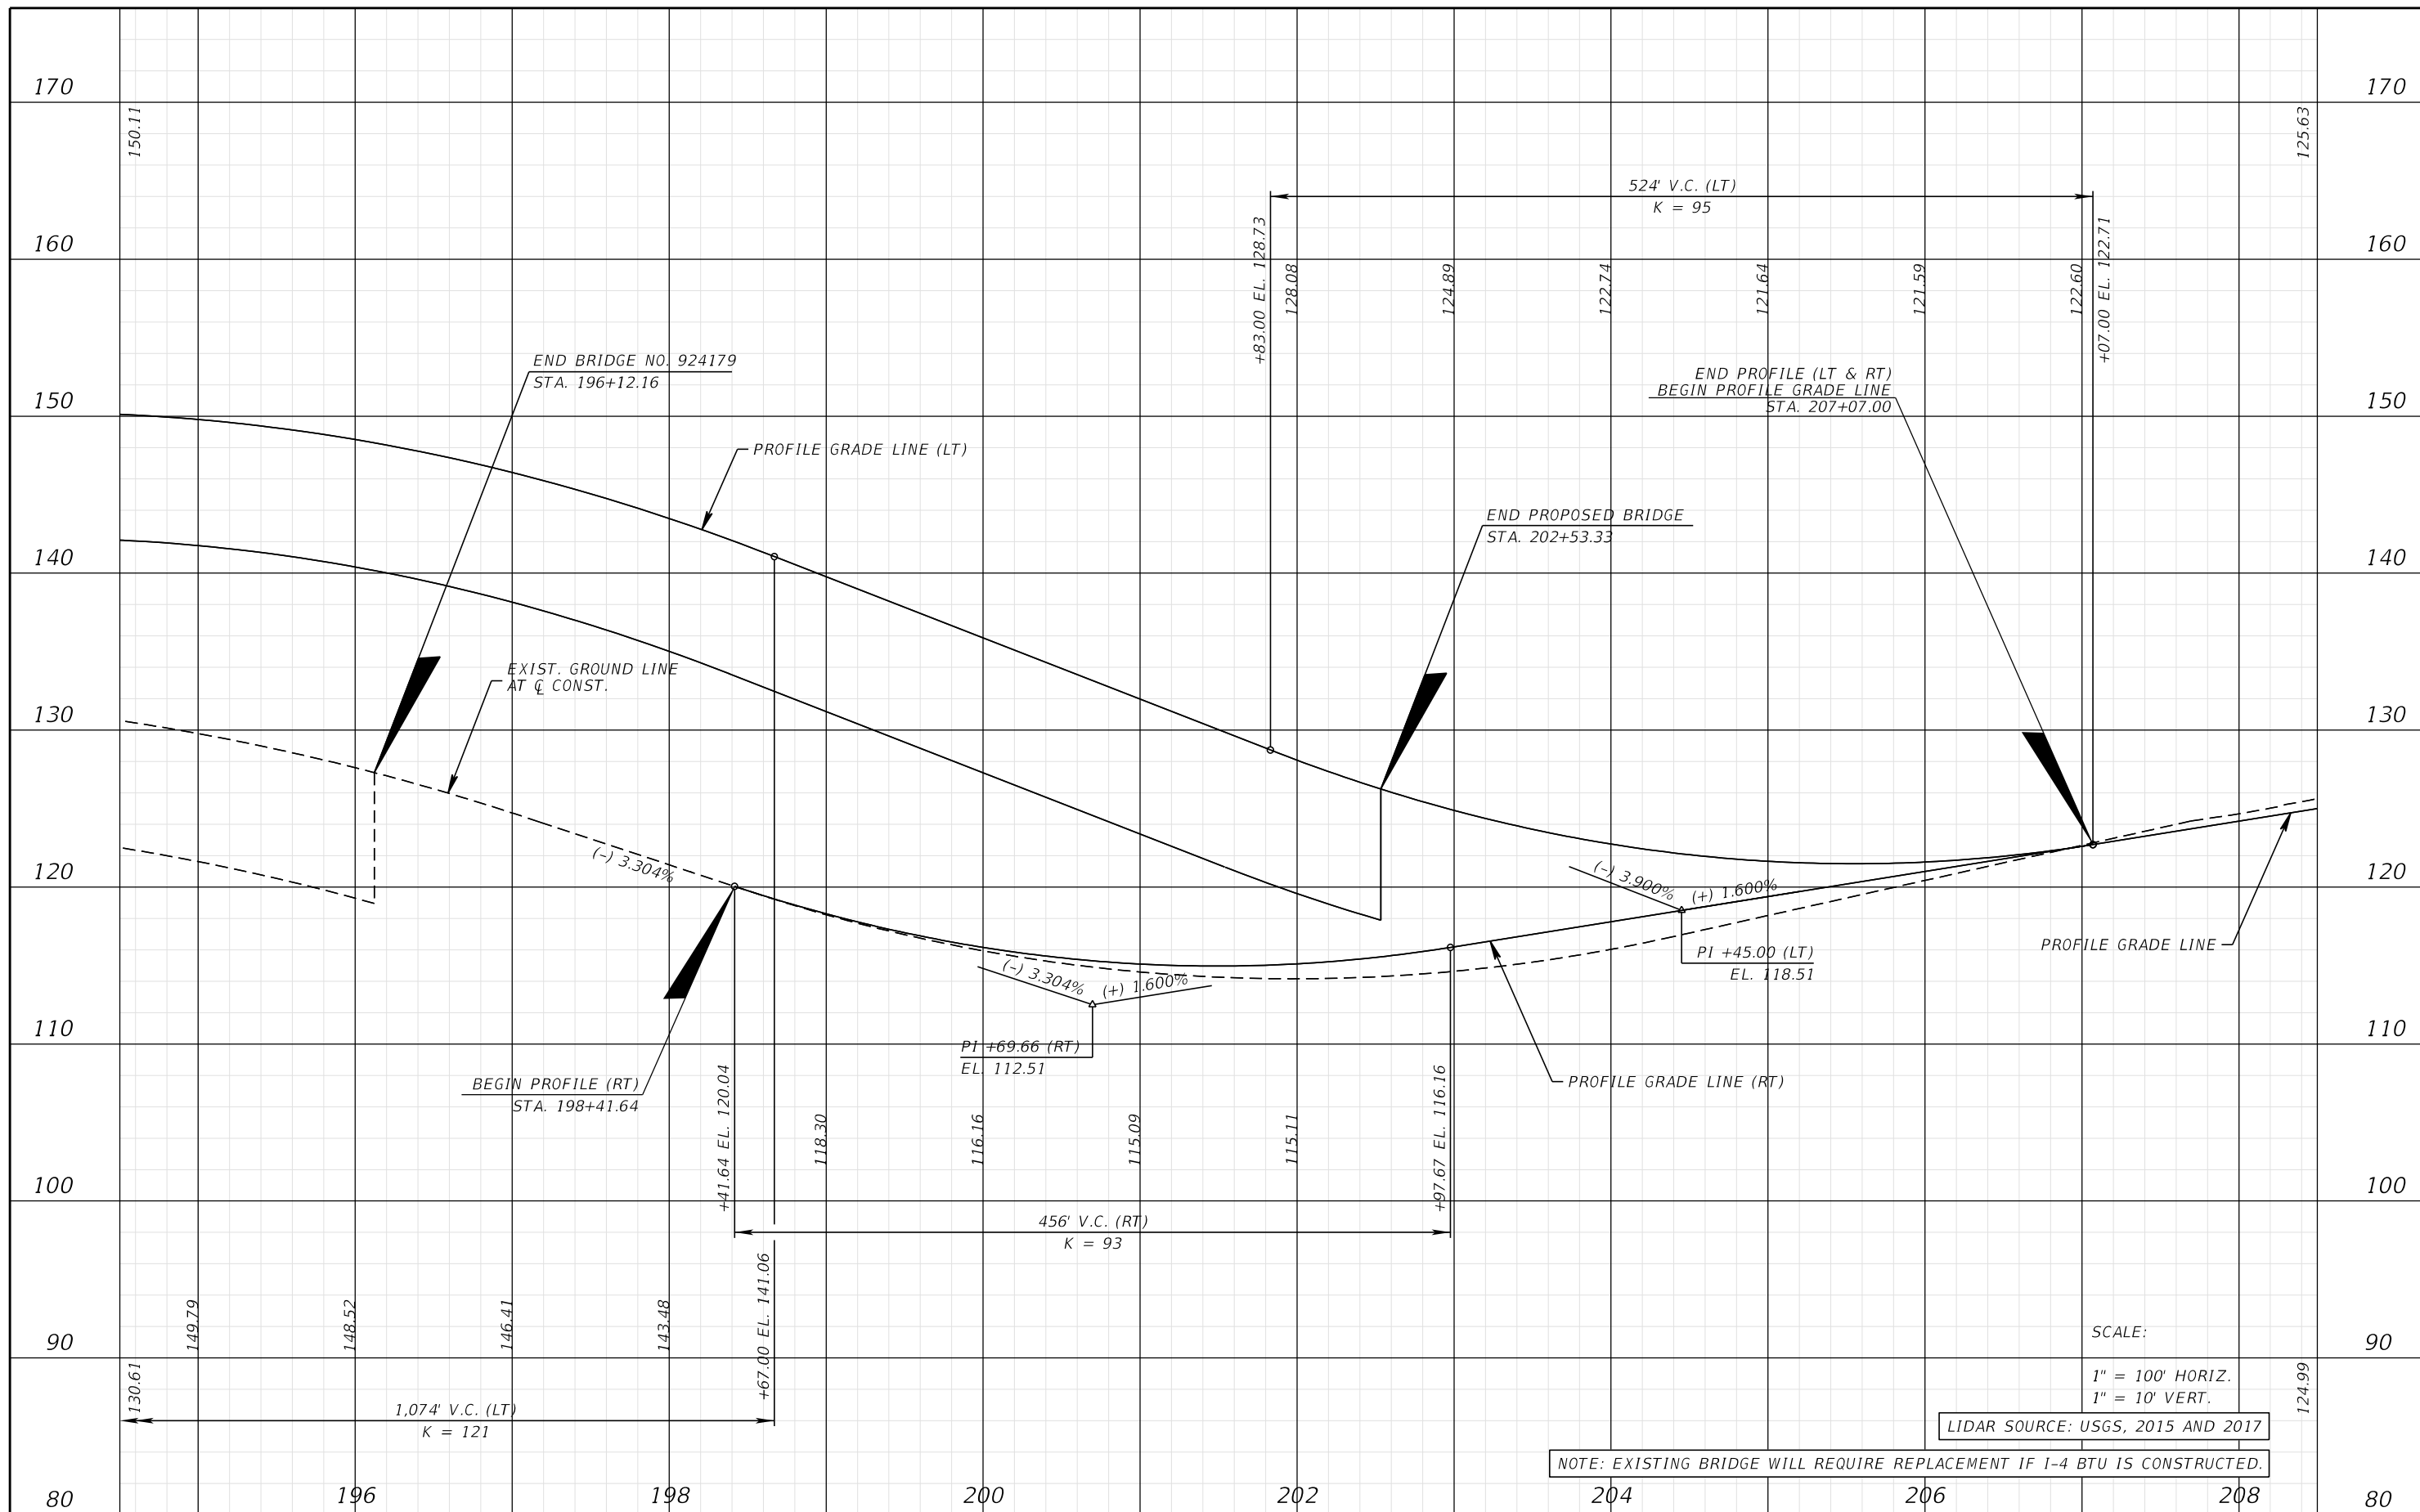 170
170
150.11
125.63
524' V.C. (LT)
K = 95
160
160
+83.00 EL. 128.73
128.08
124.89
122.74
121.64
121.59
122.60
+07.00 EL. 122.71
END BRIDGE NO. 924179
STA. 196+12.16
END PROFILE (LT & RT)
BEGIN PROFILE GRADE LINE
STA. 207+07.00
150
150
PROFILE GRADE LINE (LT)
END PROPOSED BRIDGE
STA. 202+53.33
140
140
EXIST. GROUND LINE
AT ℄ CONST.
130
130
(-) 3.304%
120
120
(-) 3.900%
(+) 1.600%
PI +45.00 (LT)
EL. 118.51
PROFILE GRADE LINE
(-) 3.304%
(+) 1.600%
110
110
PI +69.66 (RT)
EL. 112.51
BEGIN PROFILE (RT)
STA. 198+41.64
PROFILE GRADE LINE (RT)
+41.64 EL. 120.04
118.30
116.16
115.09
115.11
+97.67 EL. 116.16
100
100
456' V.C. (RT)
K = 93
149.79
148.52
146.41
143.48
+67.00 EL. 141.06
90
90
SCALE:
1" = 100' HORIZ.
1" = 10' VERT.
130.61
124.99
1,074' V.C. (LT)
K = 121
LIDAR SOURCE: USGS, 2015 AND 2017
NOTE: EXISTING BRIDGE WILL REQUIRE REPLACEMENT IF I-4 BTU IS CONSTRUCTED.
80
196
198
200
202
204
206
208
80